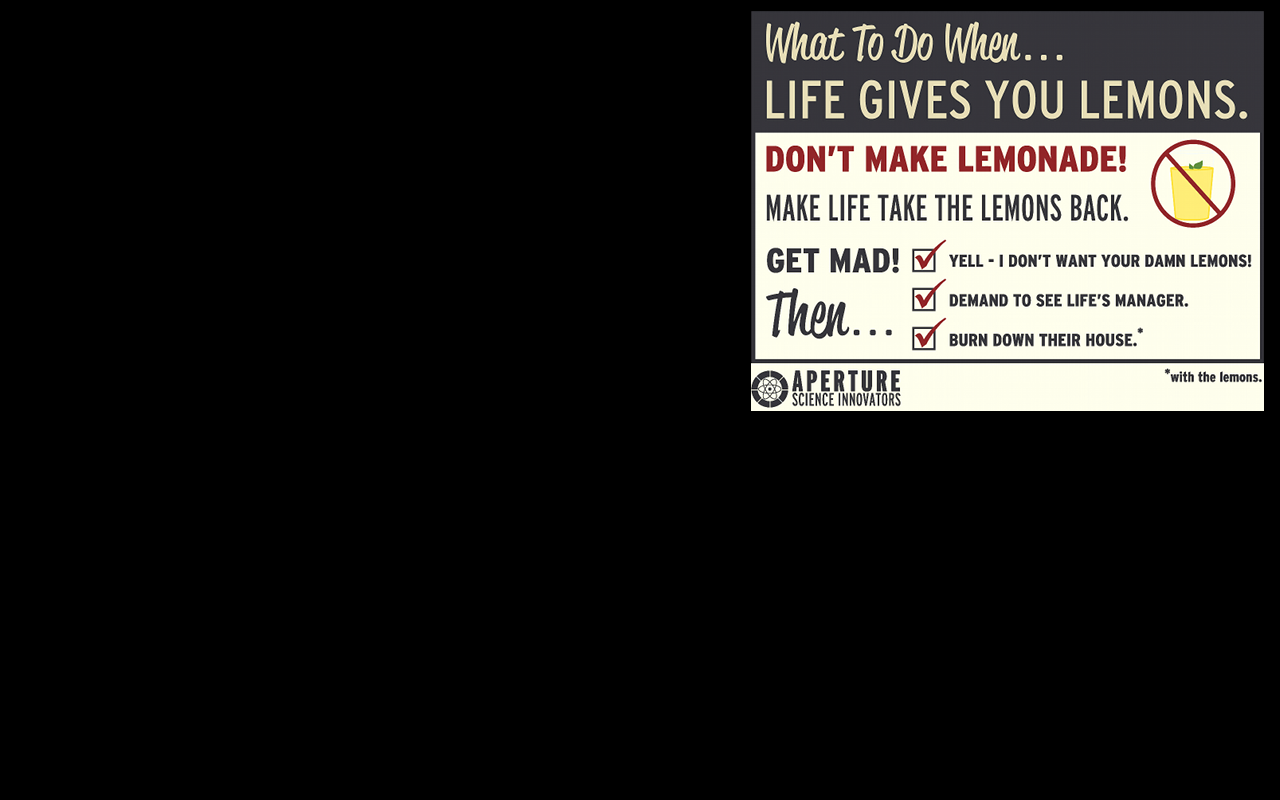 What To Do When...
LIFE GIVES YOU LEMONS.
DON'T MAKE LEMONADE!
MAKE LIFE TAKE THE LEMONS BACK.
GET MAD!
YELL - I DON'T WANT YOUR DAMN LEMONS!
Then...
DEMAND TO SEE LIFE'S MANAGER.
BURN DOWN THEIR HOUSE.*
*with the lemons.
APERTURE
SCIENCE INNOVATORS